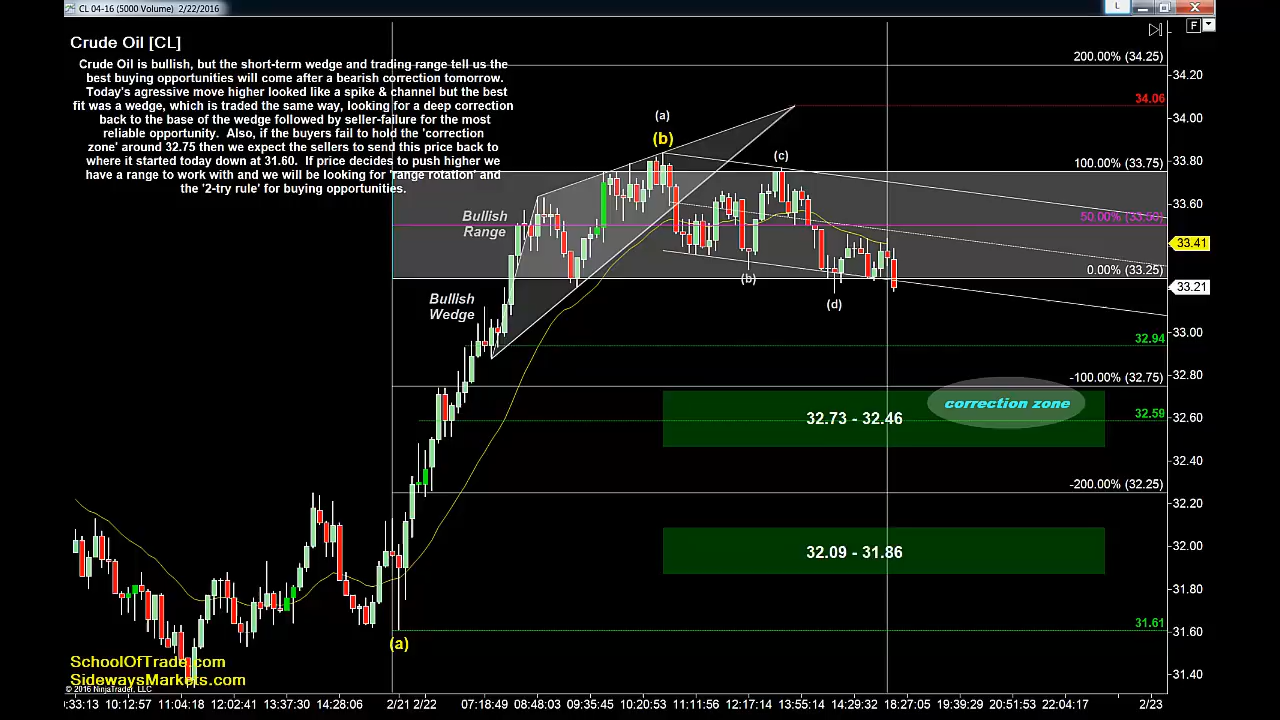 CL 04-16 (5000 Volume) 2/22/2016
L
F
Crude Oil [CL]
Crude Oil is bullish, but the short-term wedge and trading range tell us the
best buying opportunities will come after a bearish correction tomorrow.
Today's agressive move higher looked like a spike & channel but the best
fit was a wedge, which is traded the same way, looking for a deep correction
back to the base of the wedge followed by seller-failure for the most
reliable opportunity. Also, if the buyers fail to hold the 'correction
zone' around 32.75 then we expect the sellers to send this price back to
where it started today down at 31.60. If price decides to push higher we
have a range to work with and we will be looking for 'range rotation' and
the '2-try rule' for buying opportunities.
200.00% (34.25)
34.06
(a)
(b)
(c)
100.00% (33.75)
Bullish
Range
50.00% (33.50)
0.00% (33.25)
(b)
(d)
Bullish
Wedge
32.94
-100.00% (32.75)
correction zone
32.73 - 32.46
32.59
-200.00% (32.25)
32.09 - 31.86
31.61
(a)
34.20
34.00
33.80
33.60
33.41
33.21
33.00
32.80
32.60
32.40
32.20
32.00
31.80
31.60
31.40
SchoolOfTrade.com
SidewaysMarkets.com
© 2016 NinjaTrader, LLC
:33:13 10:12:57 11:04:18 12:02:41 13:37:30 14:28:06 2/21 2/22 07:16:49 08:48:03 09:35:45 10:20:53 11:11:56 12:17:14 13:55:14 14:29:32 18:27:05 19:39:29 20:51:53 22:04:17 2/23